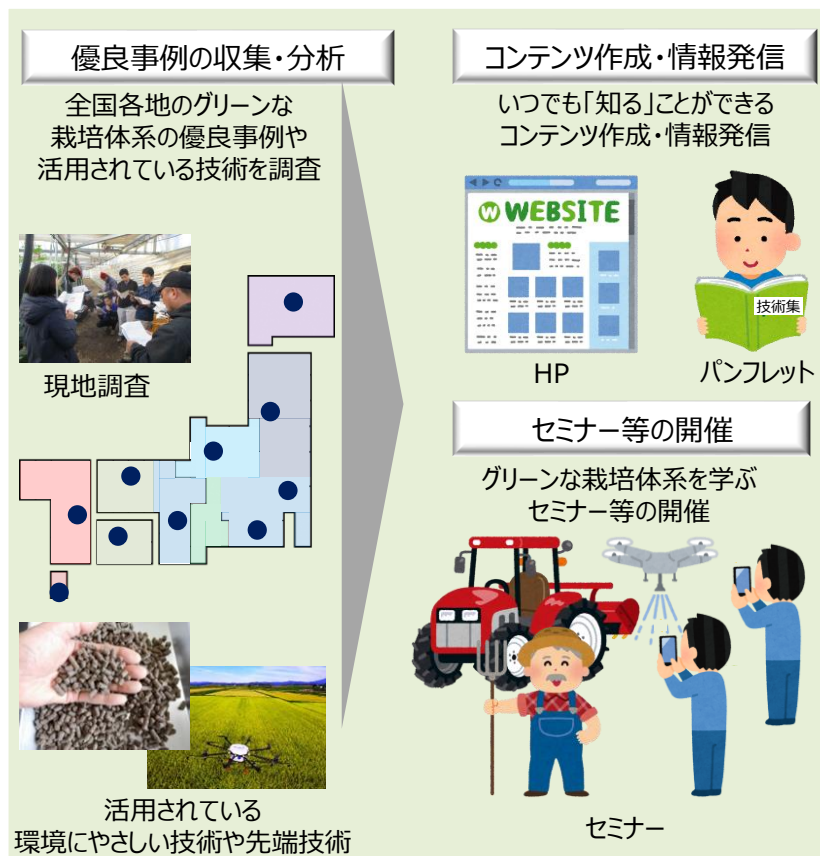 優良事例の収集・分析
全国各地のグリーンな
栽培体系の優良事例や
活用されている技術を調査
現地調査
活用されている
環境にやさしい技術や先端技術
コンテンツ作成・情報発信
いつでも「知る」ことができる
コンテンツ作成・情報発信
W WEBSITE
技術集
HP
パンフレット
セミナー等の開催
グリーンな栽培体系を学ぶ
セミナー等の開催
セミナー